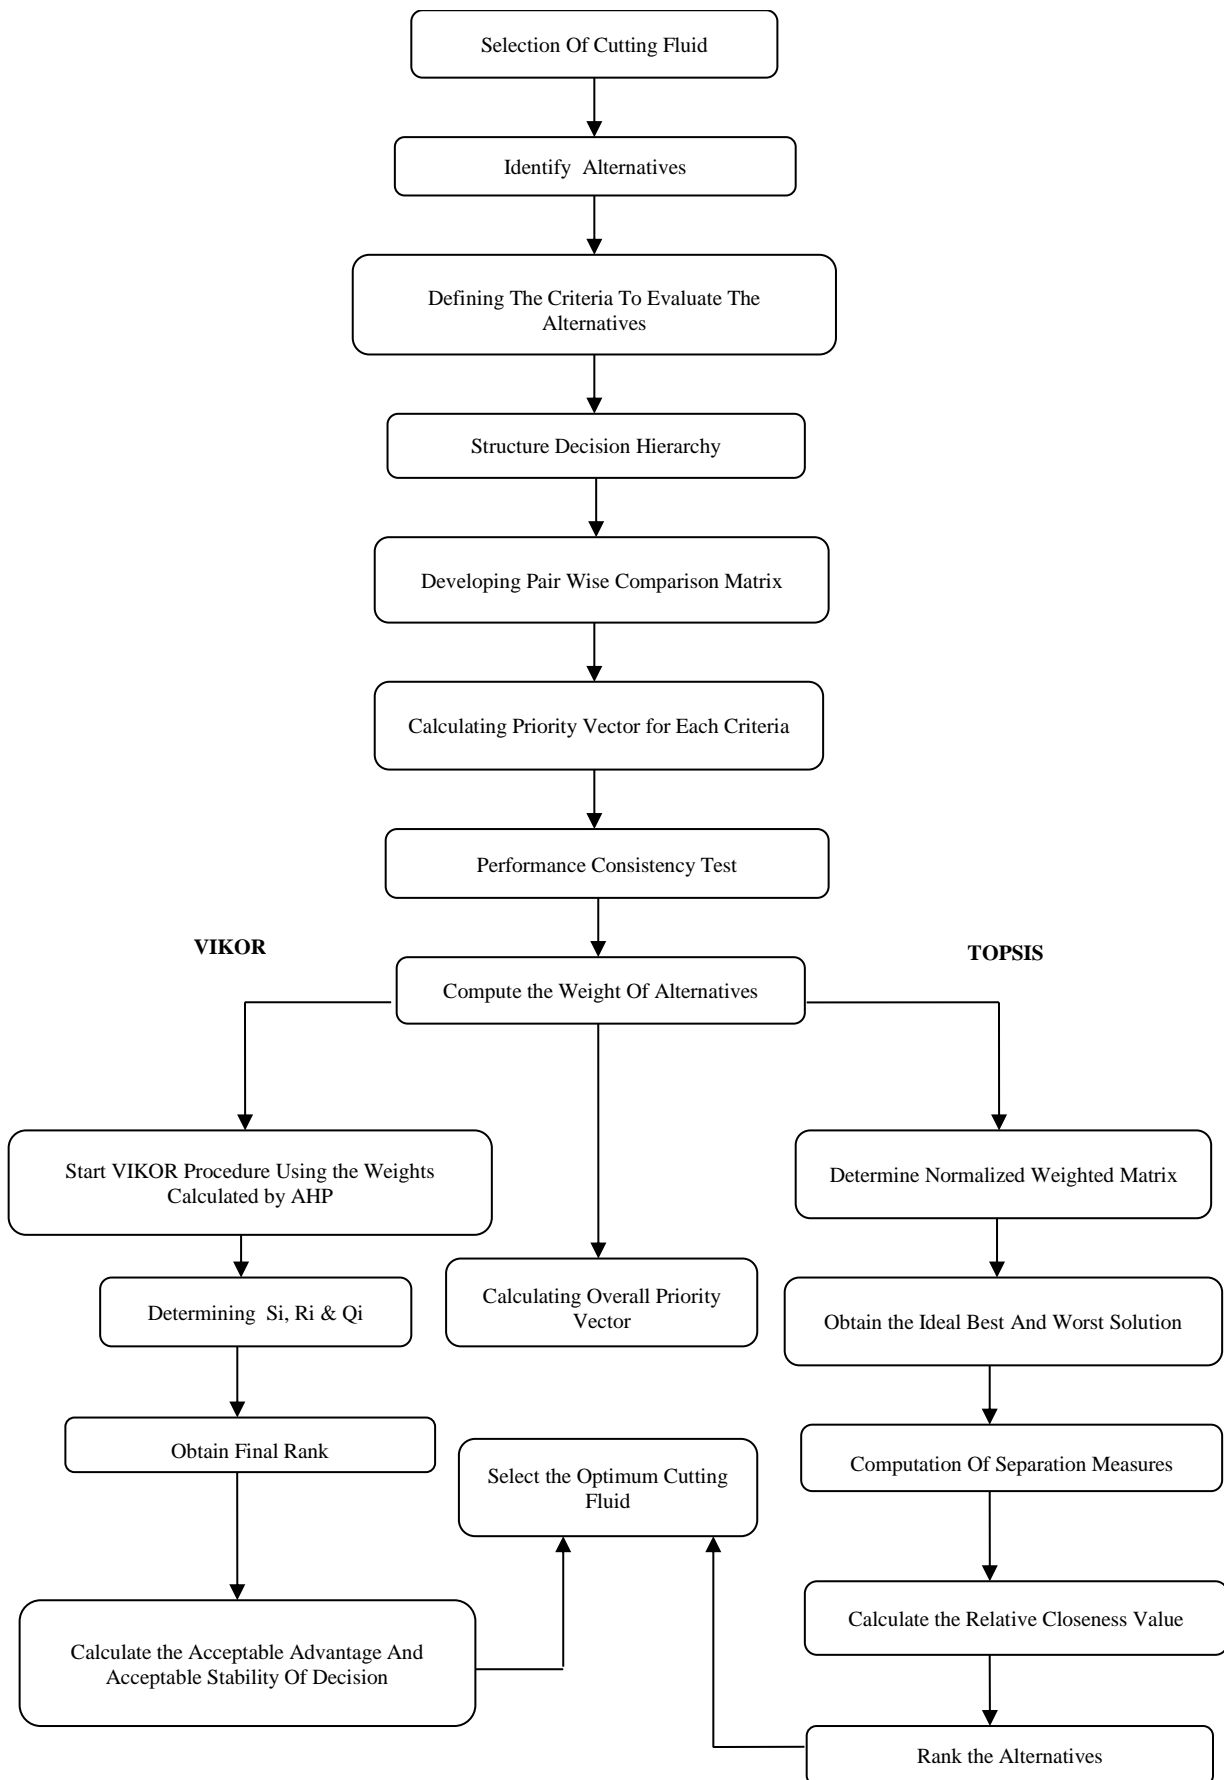 Selection Of Cutting Fluid
Identify Alternatives
Defining The Criteria To Evaluate The
Alternatives
Structure Decision Hierarchy
Developing Pair Wise Comparison Matrix
Calculating Priority Vector for Each Criteria
Performance Consistency Test
VIKOR
TOPSIS
Compute the Weight Of Alternatives
Start VIKOR Procedure Using the Weights
Calculated by AHP
Determine Normalized Weighted Matrix
Determining Si, Ri & Qi
Calculating Overall Priority
Vector
Obtain the Ideal Best And Worst Solution
Obtain Final Rank
Select the Optimum Cutting
Fluid
Computation Of Separation Measures
Calculate the Acceptable Advantage And
Acceptable Stability Of Decision
Calculate the Relative Closeness Value
Rank the Alternatives